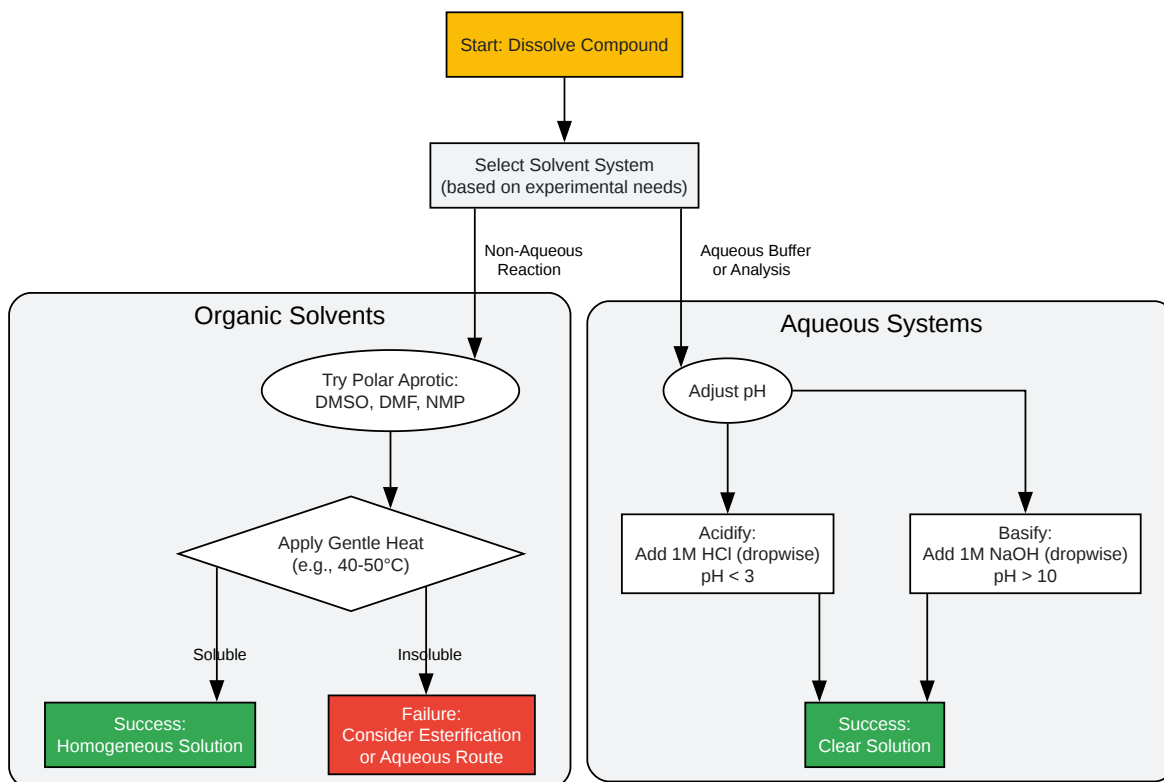 Start: Dissolve Compound
Select Solvent System
(based on experimental needs)
Non-Aqueous
Reaction
Aqueous Buffer
or Analysis
Organic Solvents
Try Polar Aprotic:
DMSO, DMF, NMP
Apply Gentle Heat
(e.g., 40-50°C)
Soluble
Insoluble
Success:
Homogeneous Solution
Failure:
Consider Esterification
or Aqueous Route
Aqueous Systems
Adjust pH
Acidify:
Add 1M HCl (dropwise)
pH < 3
Basify:
Add 1M NaOH (dropwise)
pH > 10
Success:
Clear Solution